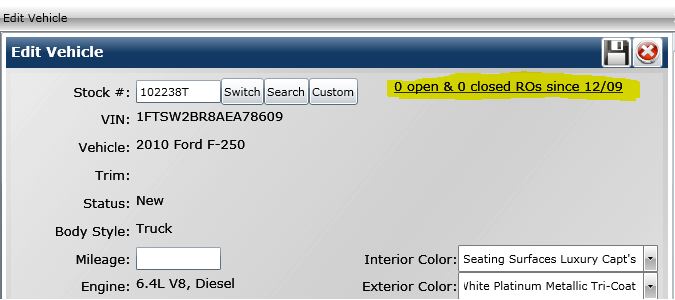 Edit Vehicle
Edit Vehicle
Stock #: 102238T Switch Search Custom 0 open & 0 closed ROs since 12/09
VIN: 1FTSW2BR8AEA78609
Vehicle: 2010 Ford F-250
Trim:
Status: New
Body Style: Truck
Mileage: Interior Color: Seating Surfaces Luxury Capt's
Engine: 6.4L V8, Diesel Exterior Color: White Platinum Metallic Tri-Coat